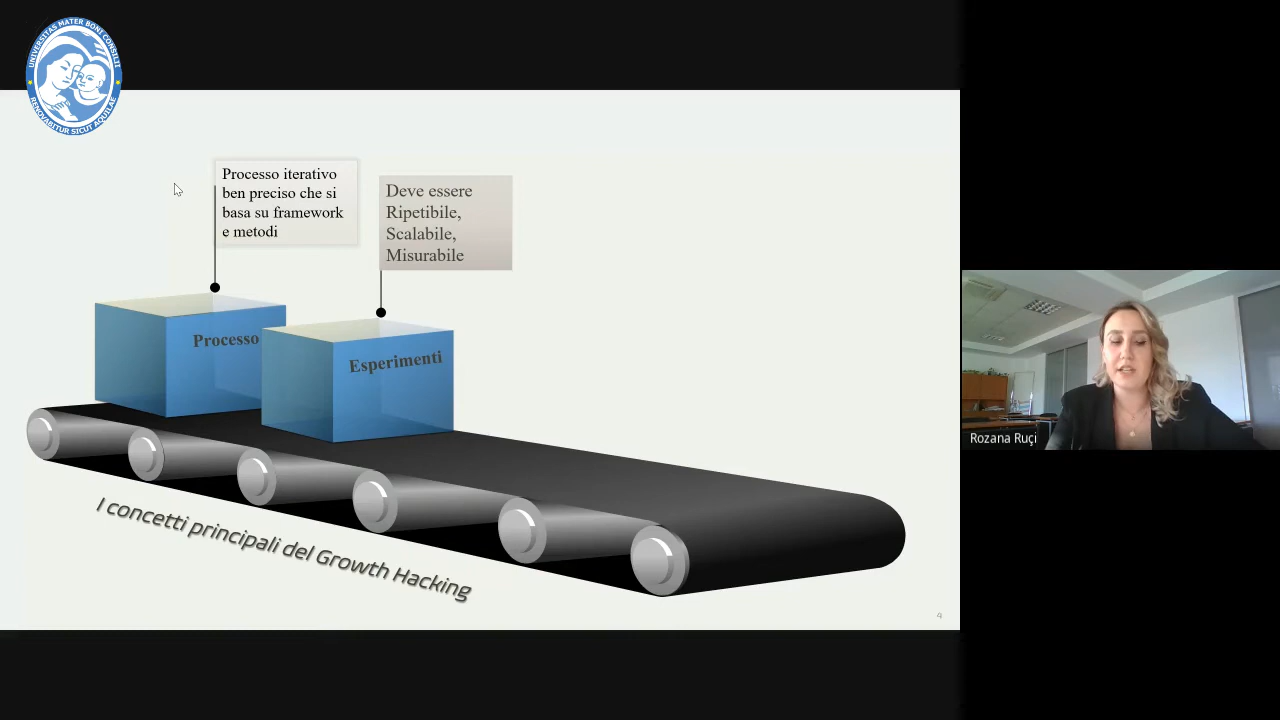 UNIVERSITAS MATER BONI CONSILII
RENOVABITUR SICUT AQUILAE
Processo iterativo
ben preciso che si
basa su framework
e metodi
Deve essere
Ripetibile,
Scalabile,
Misurabile
Processo
Esperimenti
I concetti principali del Growth Hacking
4
Rozana Ruçi